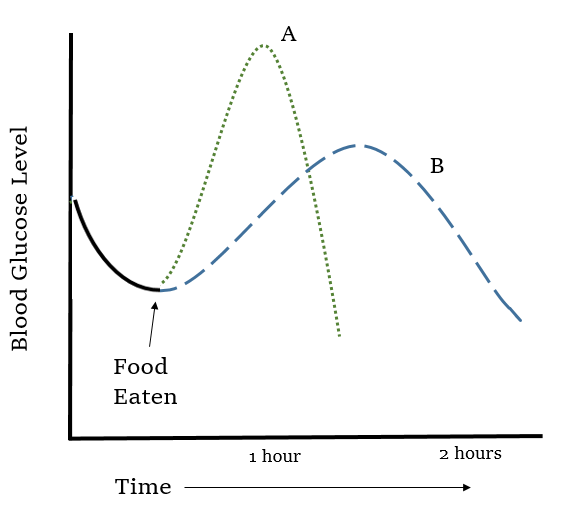 A
B
Blood Glucose Level
Food
Eaten
1 hour
2 hours
Time